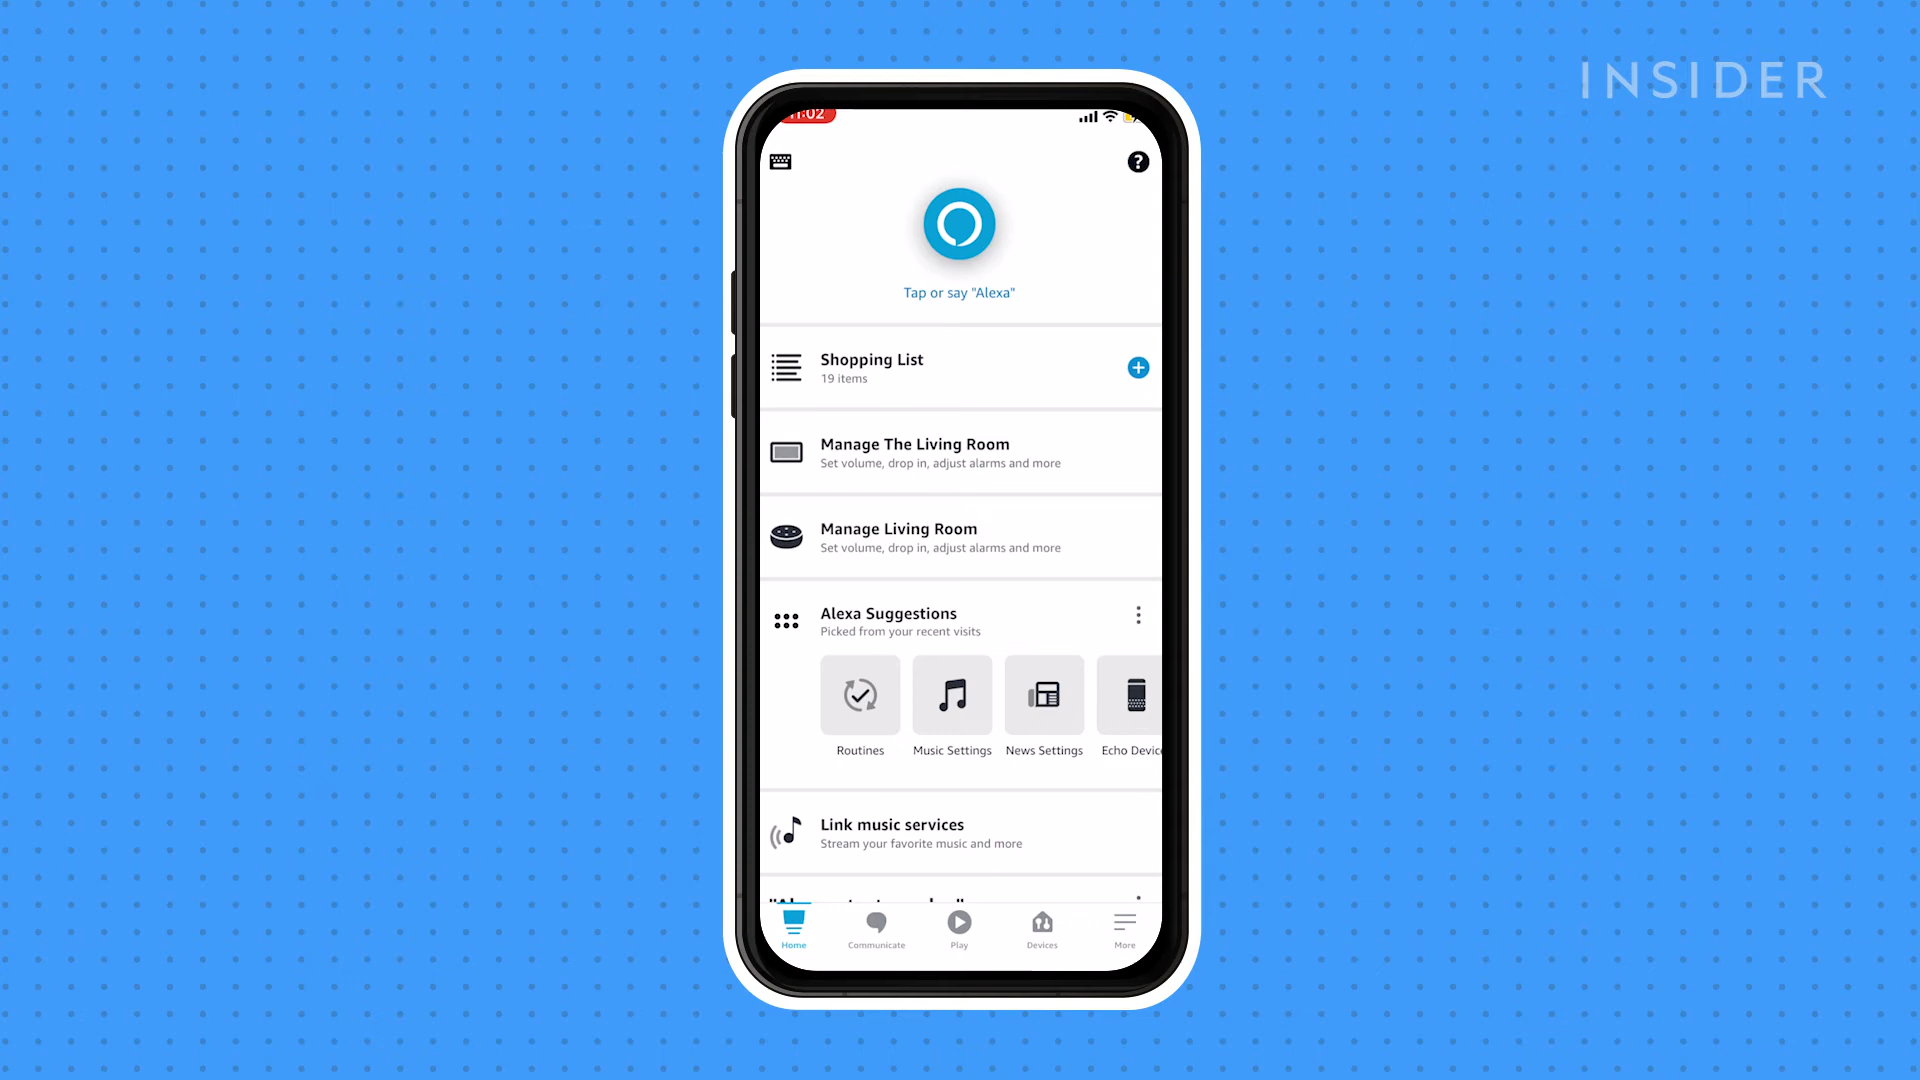 INSIDER
11:02
Tap or say "Alexa"
Shopping List
19 items
Manage The Living Room
Set volume, drop in, adjust alarms and more
Manage Living Room
Set volume, drop in, adjust alarms and more
Alexa Suggestions
Picked from your recent visits
Routines
Music Settings
News Settings
Echo Devic
Link music services
Stream your favorite music and more
Home
Communicate
Play
Devices
More